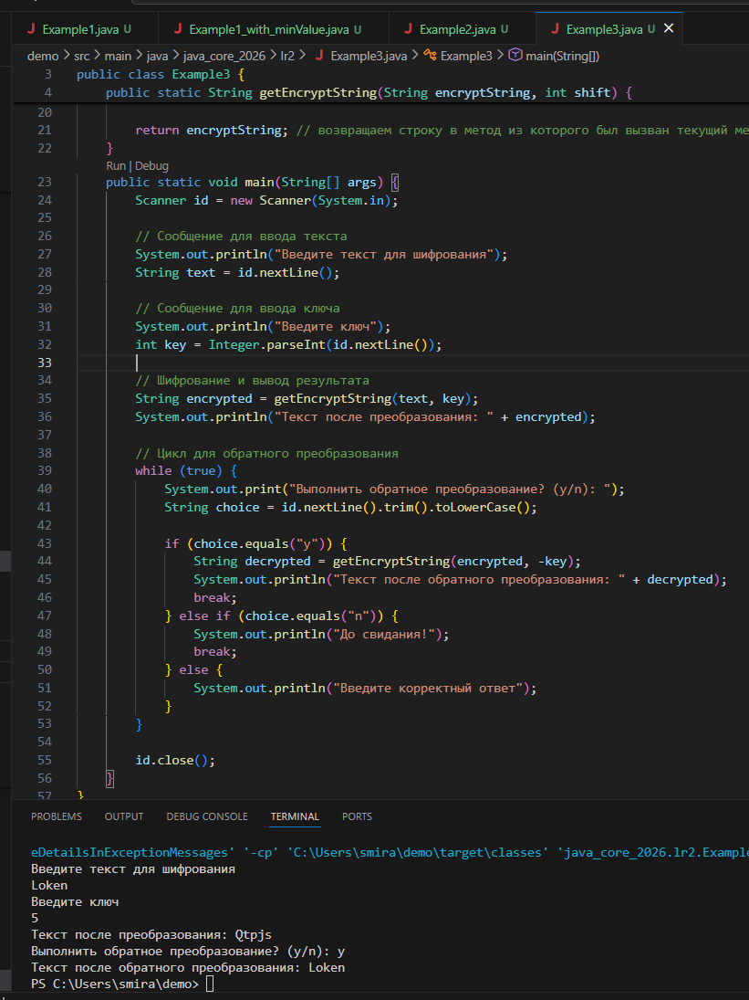 Example1.java U
Example1_with_minValue.java U
Example2.java U
Example3.java U
demo > src > main > java > java_core_2026 > lr2 > Example3.java > Example3 > main(String[])
3 public class Example3 {
4 public static String getEncryptString(String encryptString, int shift) {
20
21 return encryptString; // возвращаем строку в метод из которого был вызван текущий ме
22 }
Run | Debug
23 public static void main(String[] args) {
24 Scanner id = new Scanner(System.in);
25
26 // Сообщение для ввода текста
27 System.out.println("Введите текст для шифрования");
28 String text = id.nextLine();
29
30 // Сообщение для ввода ключа
31 System.out.println("Введите ключ");
32 int key = Integer.parseInt(id.nextLine());
33
34 // Шифрование и вывод результата
35 String encrypted = getEncryptString(text, key);
36 System.out.println("Текст после преобразования: " + encrypted);
37
38 // Цикл для обратного преобразования
39 while (true) {
40 System.out.print("Выполнить обратное преобразование? (y/n): ");
41 String choice = id.nextLine().trim().toLowerCase();
42
43 if (choice.equals("y")) {
44 String decrypted = getEncryptString(encrypted, -key);
45 System.out.println("Текст после обратного преобразования: " + decrypted);
46 break;
47 } else if (choice.equals("n")) {
48 System.out.println("До свидания!");
49 break;
50 } else {
51 System.out.println("Введите корректный ответ");
52 }
53 }
54
55 id.close();
56 }
57 }
PROBLEMS OUTPUT DEBUG CONSOLE TERMINAL PORTS
eDetailsInExceptionMessages' '-cp' 'C:\Users\smira\demo\target\classes' 'java_core_2026.lr2.Example
Введите текст для шифрования
Loken
Введите ключ
5
Текст после преобразования: Qtpjs
Выполнить обратное преобразование? (y/n): y
Текст после обратного преобразования: Loken
PS C:\Users\smira\demo>